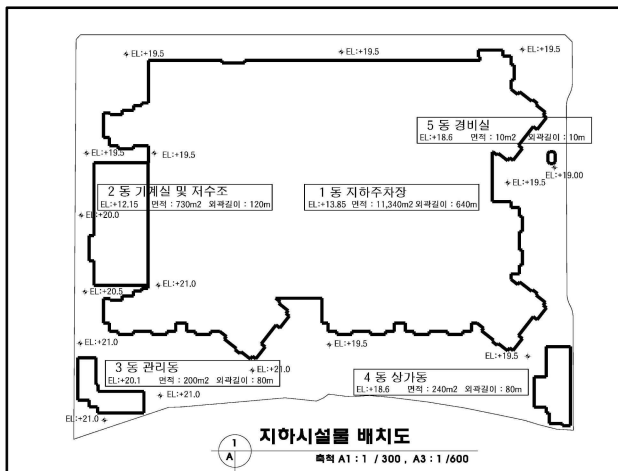 EL:+19.5
EL:+19.5
EL:+19.5
5 동 경비실
EL:+18.6 면적 : 10m2 외곽길이 : 10m
EL:+19.5
EL:+19.5
EL:+19.00
EL:+19.5
2 동 기계실 및 저수조
EL:+12.15 면적 : 730m2 외곽길이 : 120m
1 동 지하주차장
EL:+13.85 면적 : 11,340m2 외곽길이 : 640m
EL:+20.0
EL:+21.0
EL:+20.5
EL:+21.0
EL:+19.5
EL:+19.5
3 동 관리동
EL:+20.1 면적 : 200m2 외곽길이 : 80m
EL:+21.0
4 동 상가동
EL:+18.6 면적 : 240m2 외곽길이 : 80m
EL:+21.0
EL:+21.0
1
A
지하시설물 배치도
축척 A1 : 1 / 300 , A3 : 1 /600